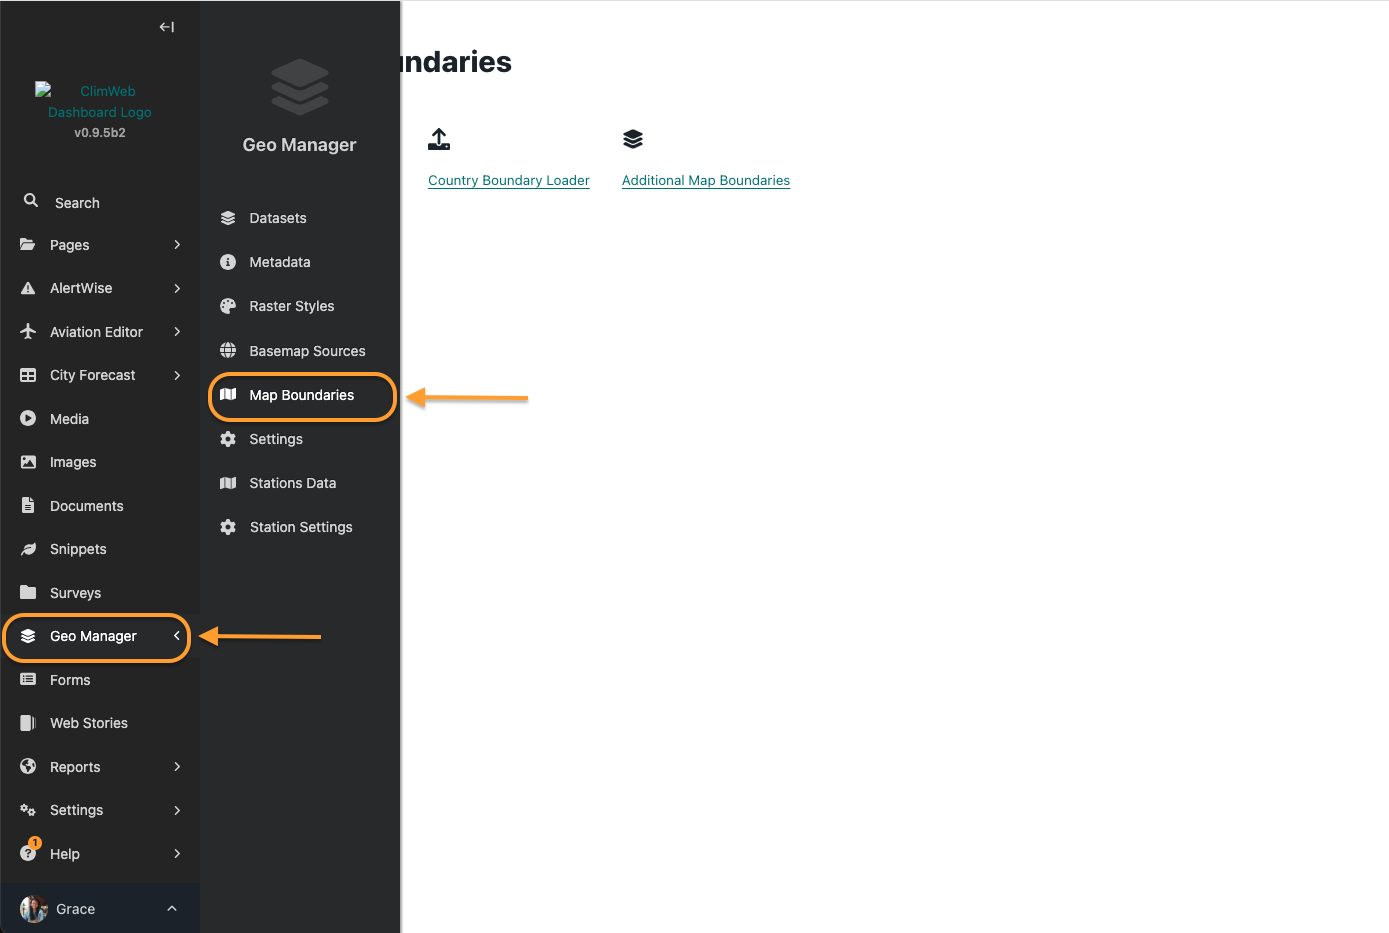 ClimWeb
Dashboard Logo
v0.9.5b2
Search
Pages
AlertWise
Aviation Editor
City Forecast
Media
Images
Documents
Snippets
Surveys
Geo Manager
Forms
Web Stories
Reports
Settings
1
Help
Grace
Geo Manager
Datasets
Metadata
Raster Styles
Basemap Sources
Map Boundaries
Settings
Stations Data
Station Settings
undaries
Country Boundary Loader
Additional Map Boundaries